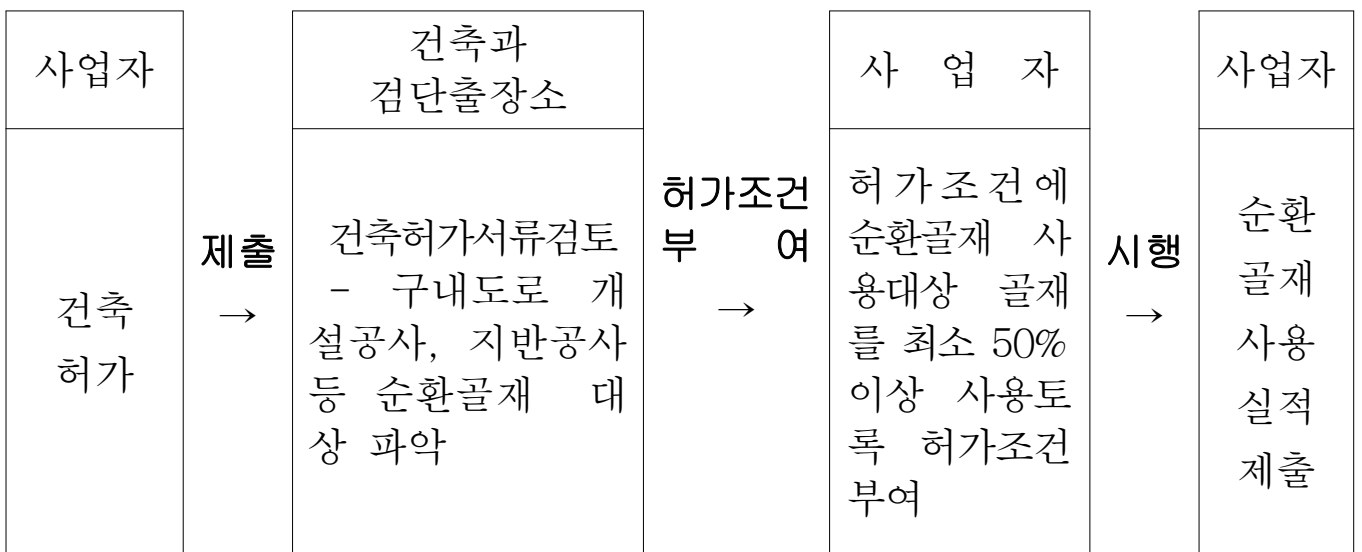 사업자
건축
허가
제출
→
건축과
검단출장소
건축허가서류검토
- 구내도로 개
설공사, 지반공사
등 순환골재 대
상 파악
허가조건
부 여
→
사 업 자
허가조건에
순환골재 사
용대상 골재
를 최소 50%
이상 사용토
록 허가조건
부여
시행
→
사업자
순환
골재
사용
실적
제출